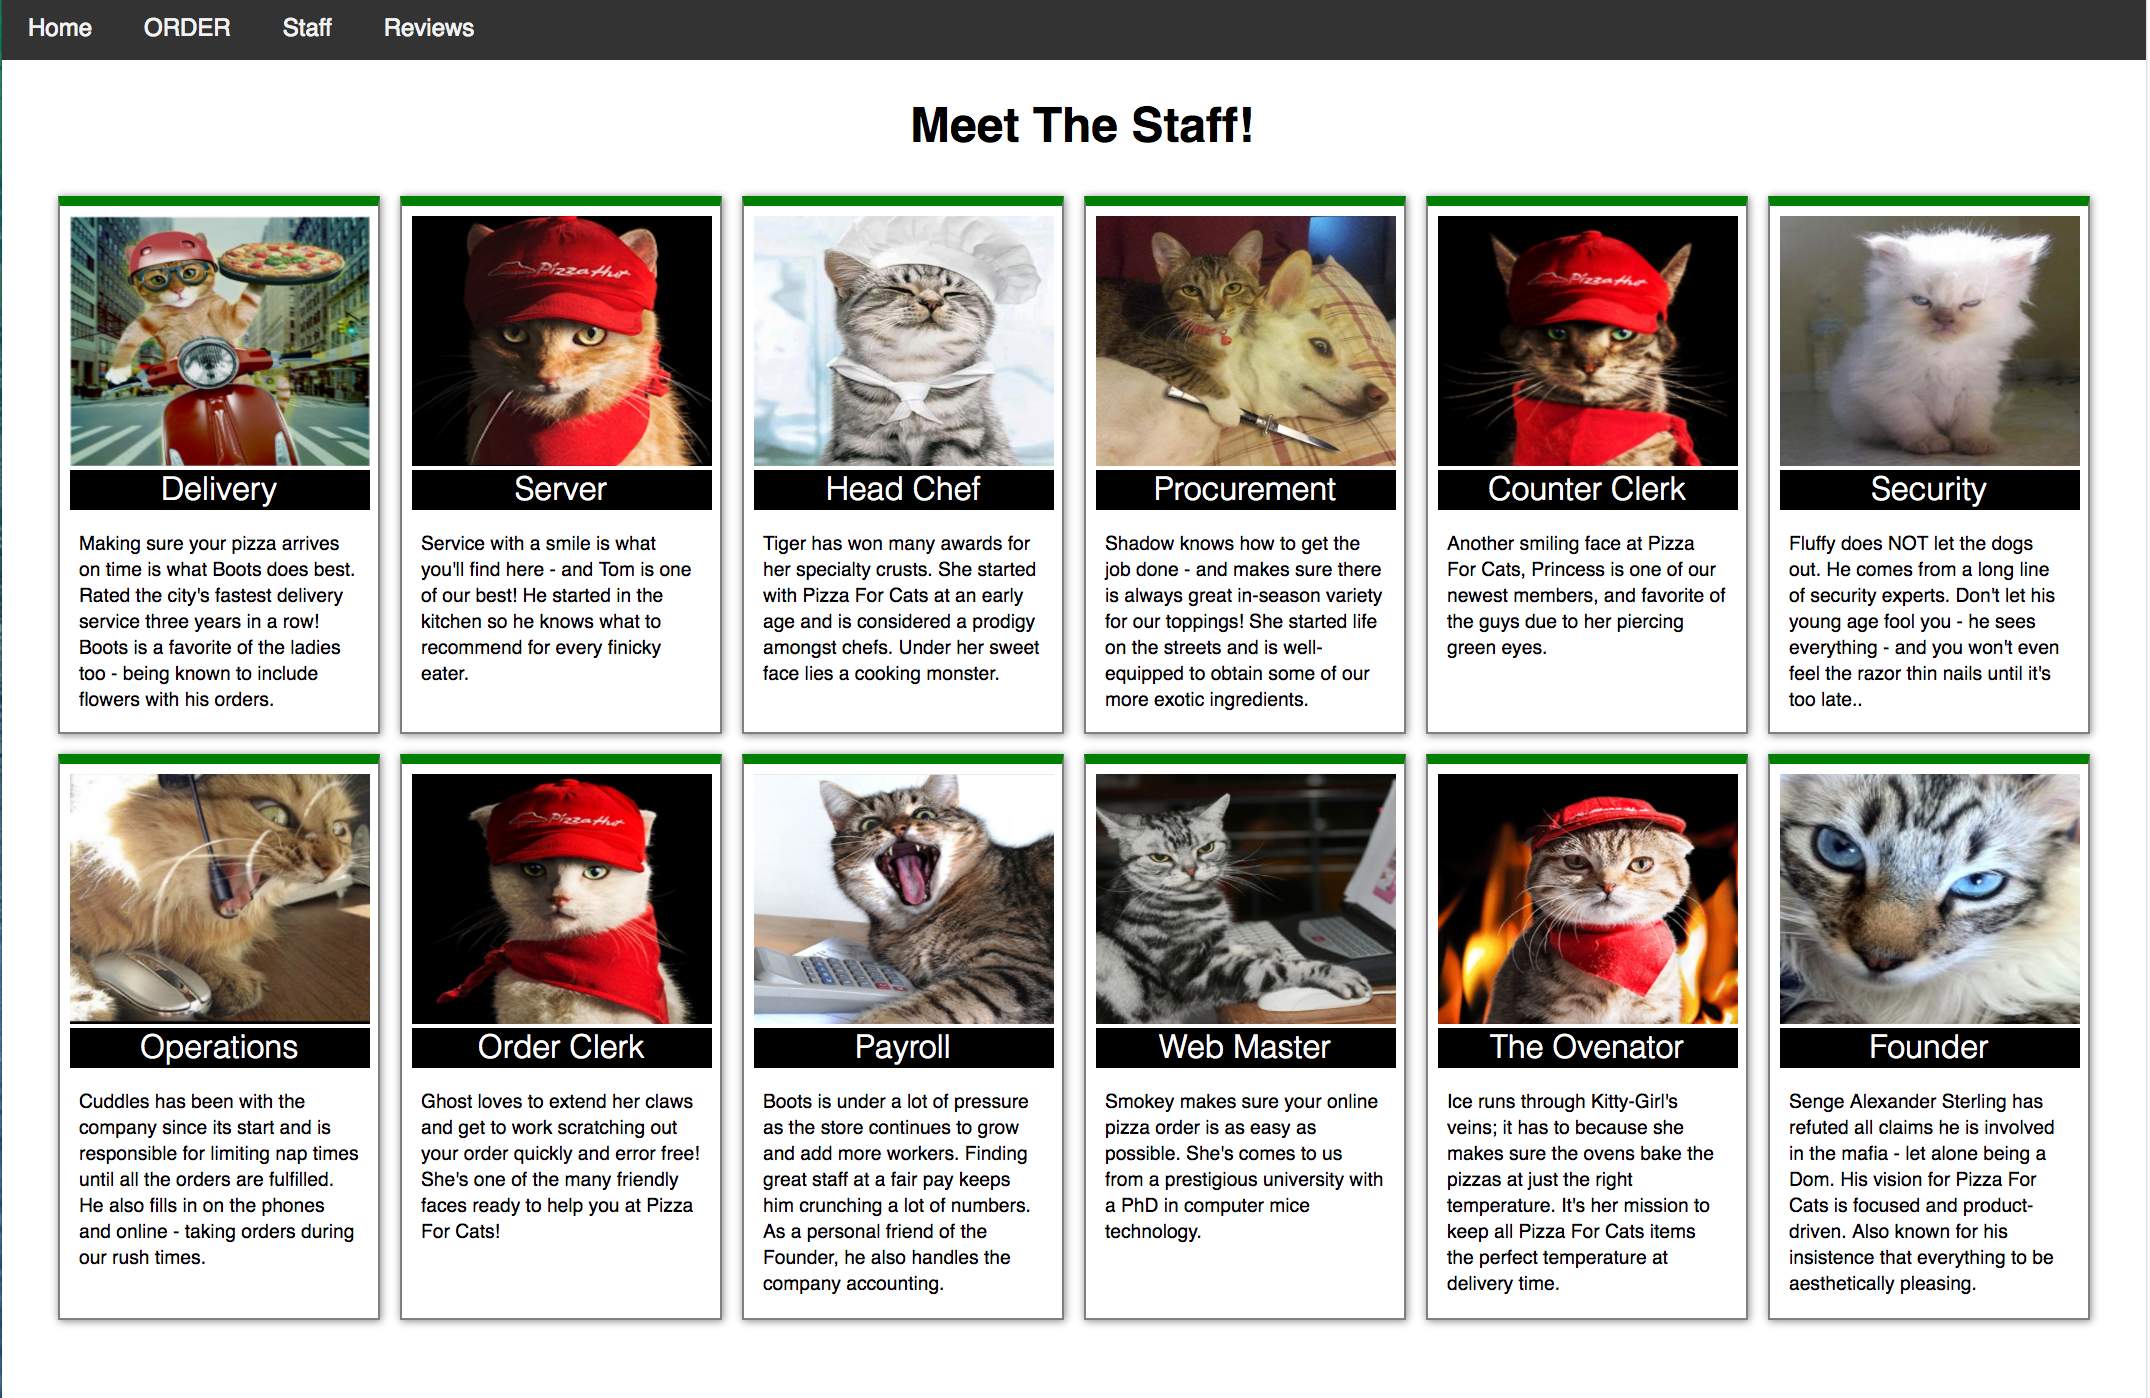 Home ORDER Staff Reviews
Meet The Staff!
Pizza Hut
Pizza Hut
Delivery
Making sure your pizza arrives
on time is what Boots does best.
Rated the city's fastest delivery
service three years in a row!
Boots is a favorite of the ladies
too - being known to include
flowers with his orders.
Server
Service with a smile is what
you'll find here - and Tom is one
of our best! He started in the
kitchen so he knows what to
recommend for every finicky
eater.
Head Chef
Tiger has won many awards for
her specialty crusts. She started
with Pizza For Cats at an early
age and is considered a prodigy
amongst chefs. Under her sweet
face lies a cooking monster.
Procurement
Shadow knows how to get the
job done - and makes sure there
is always great in-season variety
for our toppings! She started life
on the streets and is well-
equipped to obtain some of our
more exotic ingredients.
Counter Clerk
Another smiling face at Pizza
For Cats, Princess is one of our
newest members, and favorite of
the guys due to her piercing
green eyes.
Security
Fluffy does NOT let the dogs
out. He comes from a long line
of security experts. Don't let his
young age fool you - he sees
everything - and you won't even
feel the razor thin nails until it's
too late..
Pizza Hut
Operations
Cuddles has been with the
company since its start and is
responsible for limiting nap times
until all the orders are fulfilled.
He also fills in on the phones
and online - taking orders during
our rush times.
Order Clerk
Ghost loves to extend her claws
and get to work scratching out
your order quickly and error free!
She's one of the many friendly
faces ready to help you at Pizza
For Cats!
Payroll
Boots is under a lot of pressure
as the store continues to grow
and add more workers. Finding
great staff at a fair pay keeps
him crunching a lot of numbers.
As a personal friend of the
Founder, he also handles the
company accounting.
Web Master
Smokey makes sure your online
pizza order is as easy as
possible. She's comes to us
from a prestigious university with
a PhD in computer mice
technology.
The Ovenator
Ice runs through Kitty-Girl's
veins; it has to because she
makes sure the ovens bake the
pizzas at just the right
temperature. It's her mission to
keep all Pizza For Cats items
the perfect temperature at
delivery time.
Founder
Senge Alexander Sterling has
refuted all claims he is involved
in the mafia - let alone being a
Dom. His vision for Pizza For
Cats is focused and product-
driven. Also known for his
insistence that everything to be
aesthetically pleasing.